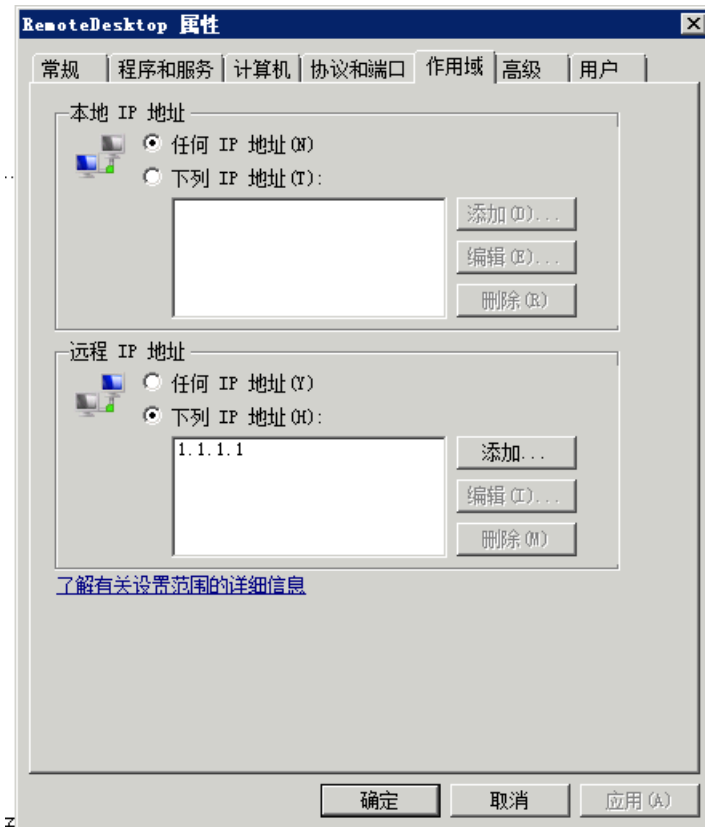 RemoteDesktop 属性
常规 程序和服务 计算机 协议和端口 作用域 高级 用户
本地 IP 地址
任何 IP 地址(N)
下列 IP 地址(T):
添加(D)...
编辑(E)...
删除(R)
远程 IP 地址
任何 IP 地址(Y)
下列 IP 地址(H):
1.1.1.1
添加...
编辑(I)...
删除(M)
了解有关设置范围的详细信息
确定 取消 应用(A)